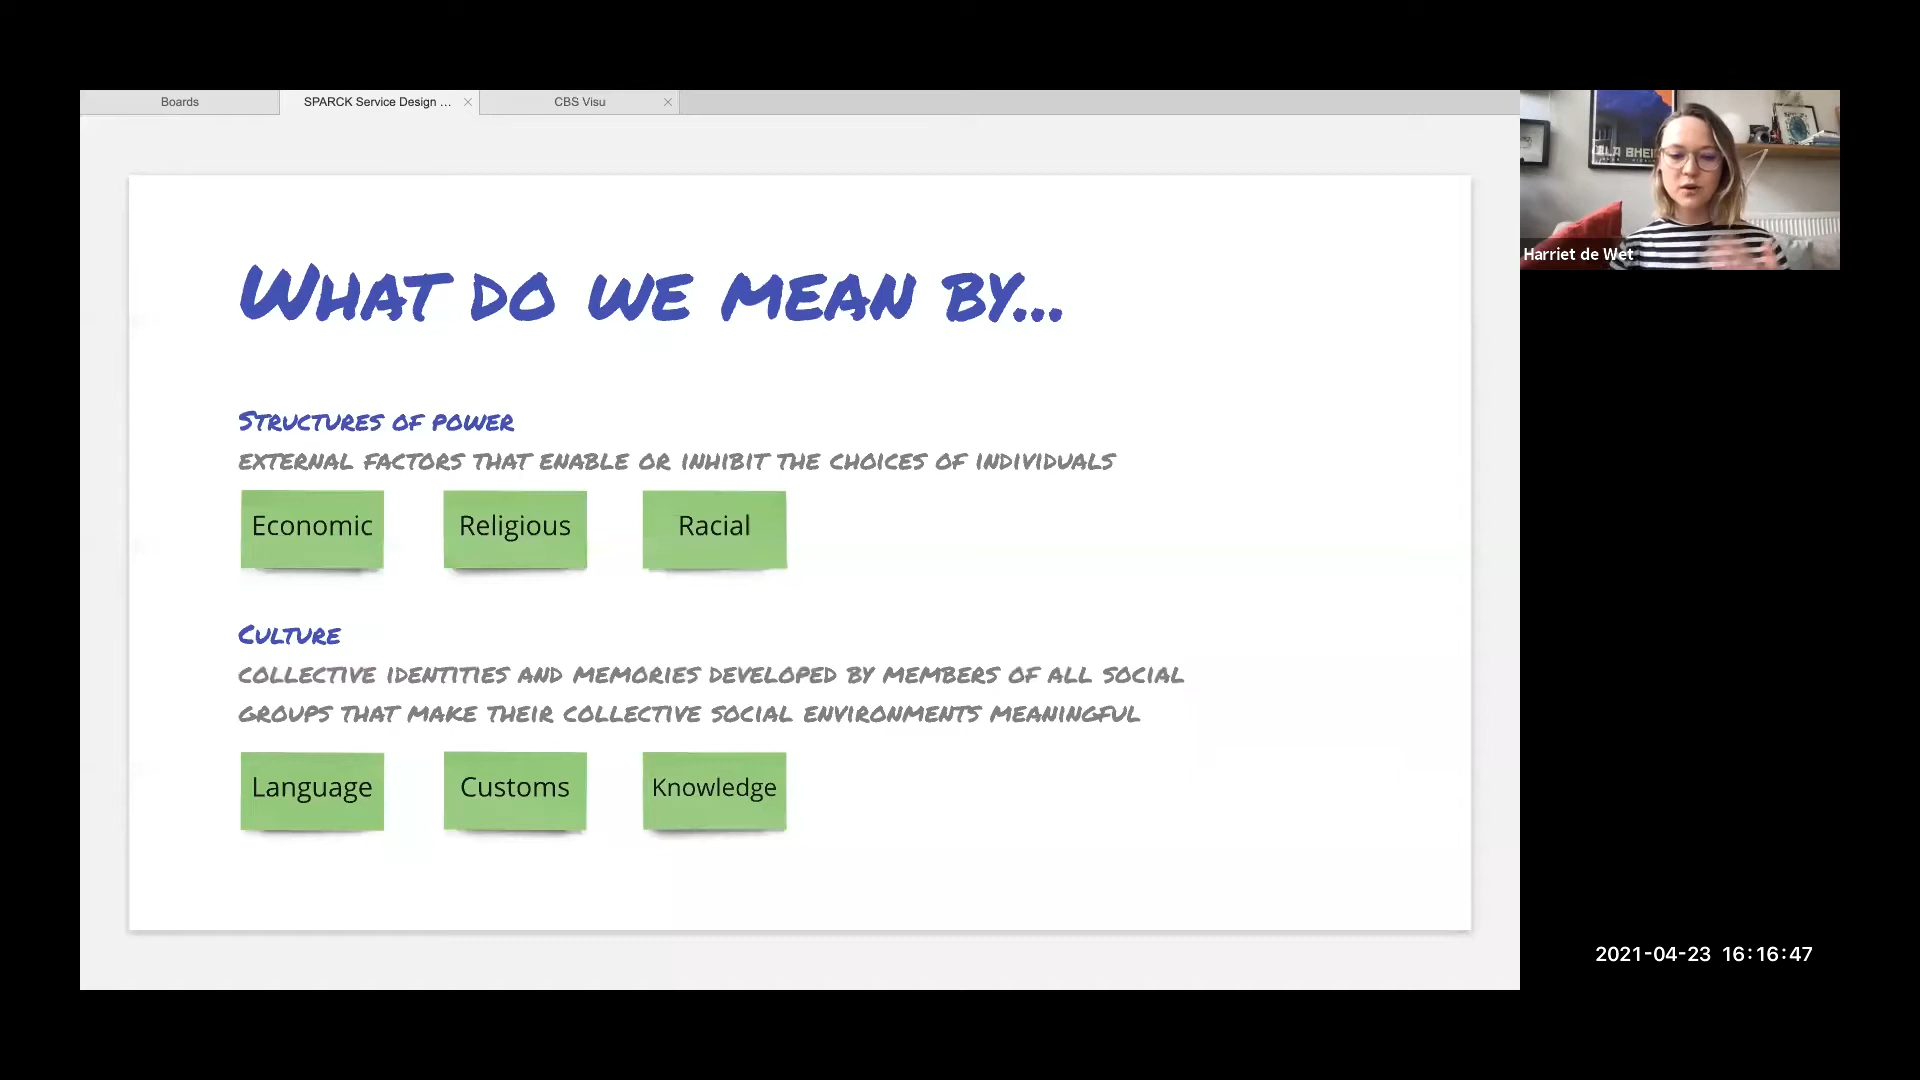 Boards
SPARCK Service Design ...
CBS Visu
WHAT DO WE MEAN BY...
STRUCTURES OF POWER
EXTERNAL FACTORS THAT ENABLE OR INHIBIT THE CHOICES OF INDIVIDUALS
Economic
Religious
Racial
CULTURE
COLLECTIVE IDENTITIES AND MEMORIES DEVELOPED BY MEMBERS OF ALL SOCIAL
GROUPS THAT MAKE THEIR COLLECTIVE SOCIAL ENVIRONMENTS MEANINGFUL
Language
Customs
Knowledge
Harriet de Wet
2021-04-23 16:16:47